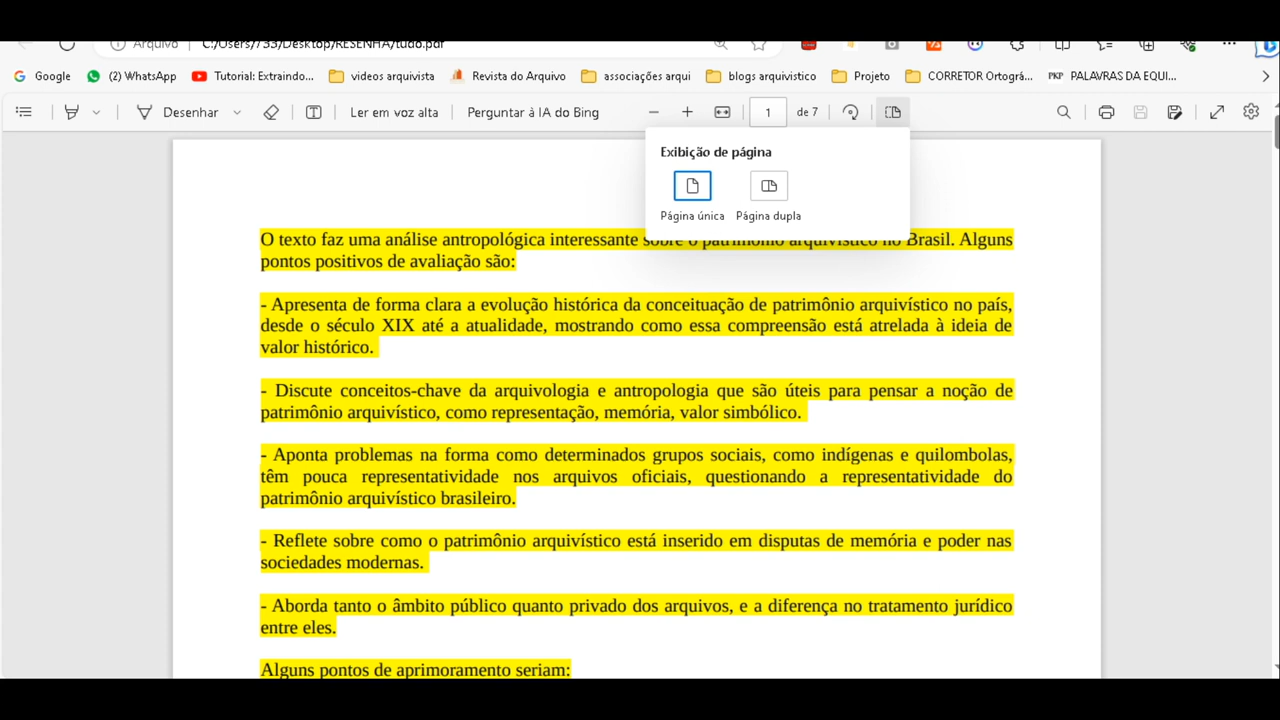 Arquivo C:/Users/733/Desktop/RESENHA/tudo.pdf
Google (2) WhatsApp Tutorial: Extraindo... videos arquivista Revista do Arquivo associações arqui blogs arquivistico Projeto CORRETOR Ortográ... PKP PALAVRAS DA EQUI...
Desenhar Ler em voz alta Perguntar à IA do Bing 1 de 7
Exibição de página
Página única Página dupla
O texto faz uma análise antropológica interessante sobre o patrimônio arquivístico no Brasil. Alguns
pontos positivos de avaliação são:
- Apresenta de forma clara a evolução histórica da conceituação de patrimônio arquivístico no país,
desde o século XIX até a atualidade, mostrando como essa compreensão está atrelada à ideia de
valor histórico.
- Discute conceitos-chave da arquivologia e antropologia que são úteis para pensar a noção de
patrimônio arquivístico, como representação, memória, valor simbólico.
- Aponta problemas na forma como determinados grupos sociais, como indígenas e quilombolas,
têm pouca representatividade nos arquivos oficiais, questionando a representatividade do
patrimônio arquivístico brasileiro.
- Reflete sobre como o patrimônio arquivístico está inserido em disputas de memória e poder nas
sociedades modernas.
- Aborda tanto o âmbito público quanto privado dos arquivos, e a diferença no tratamento jurídico
entre eles.
Alguns pontos de aprimoramento seriam: